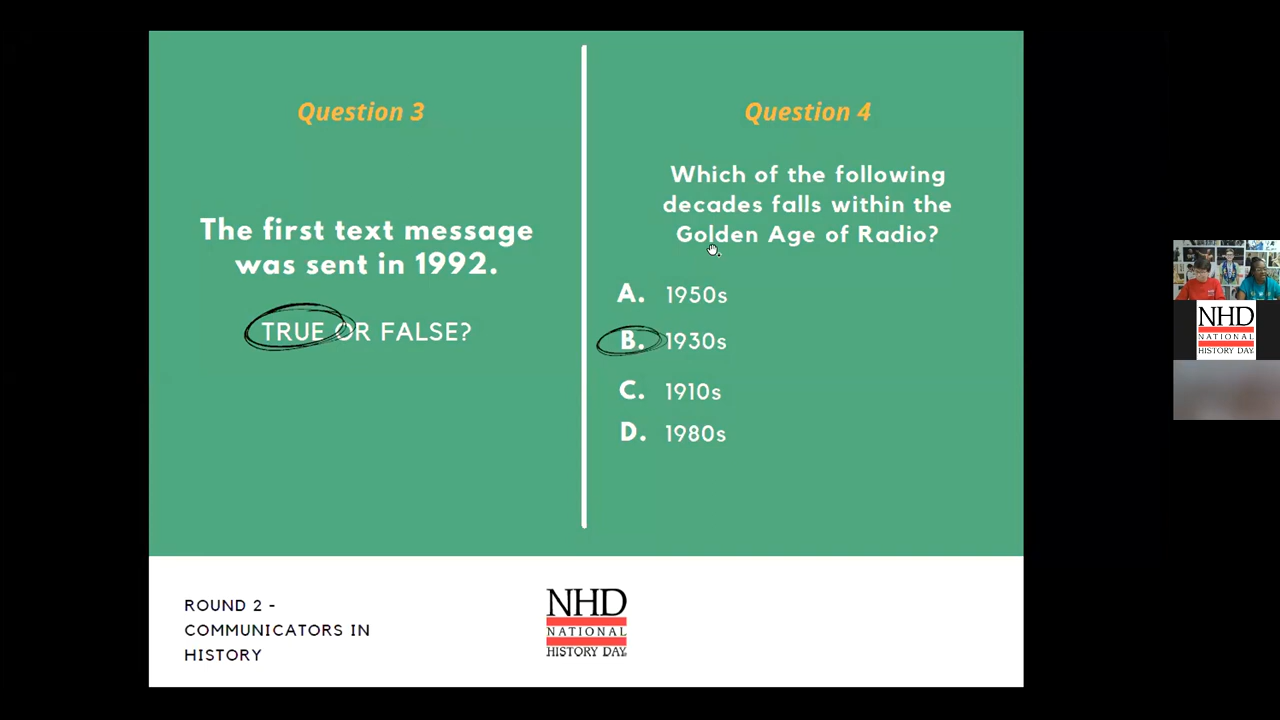 Question 3
The first text message
was sent in 1992.
TRUE OR FALSE?
Question 4
Which of the following
decades falls within the
Golden Age of Radio?
A. 1950s
B. 1930s
C. 1910s
D. 1980s
ROUND 2 -
COMMUNICATORS IN
HISTORY
NHD
NATIONAL
HISTORY DAY
NHD
NATIONAL
HISTORY DAY